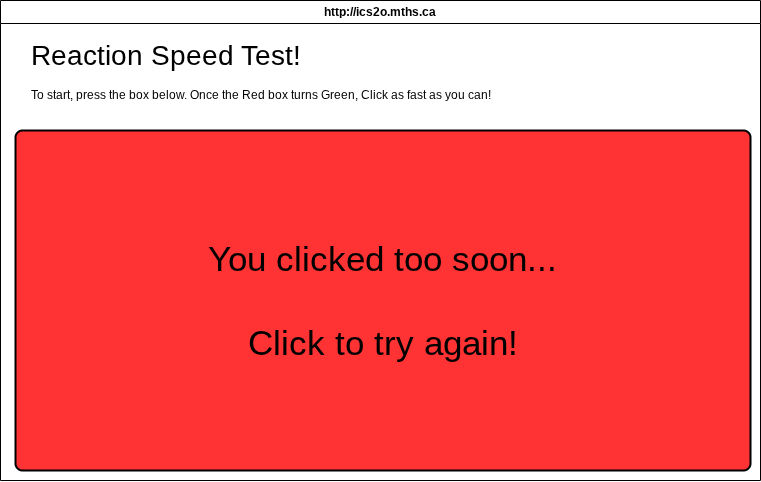 http://ics2o.mths.ca
Reaction Speed Test!
To start, press the box below. Once the Red box turns Green, Click as fast as you can!
You clicked too soon...
Click to try again!